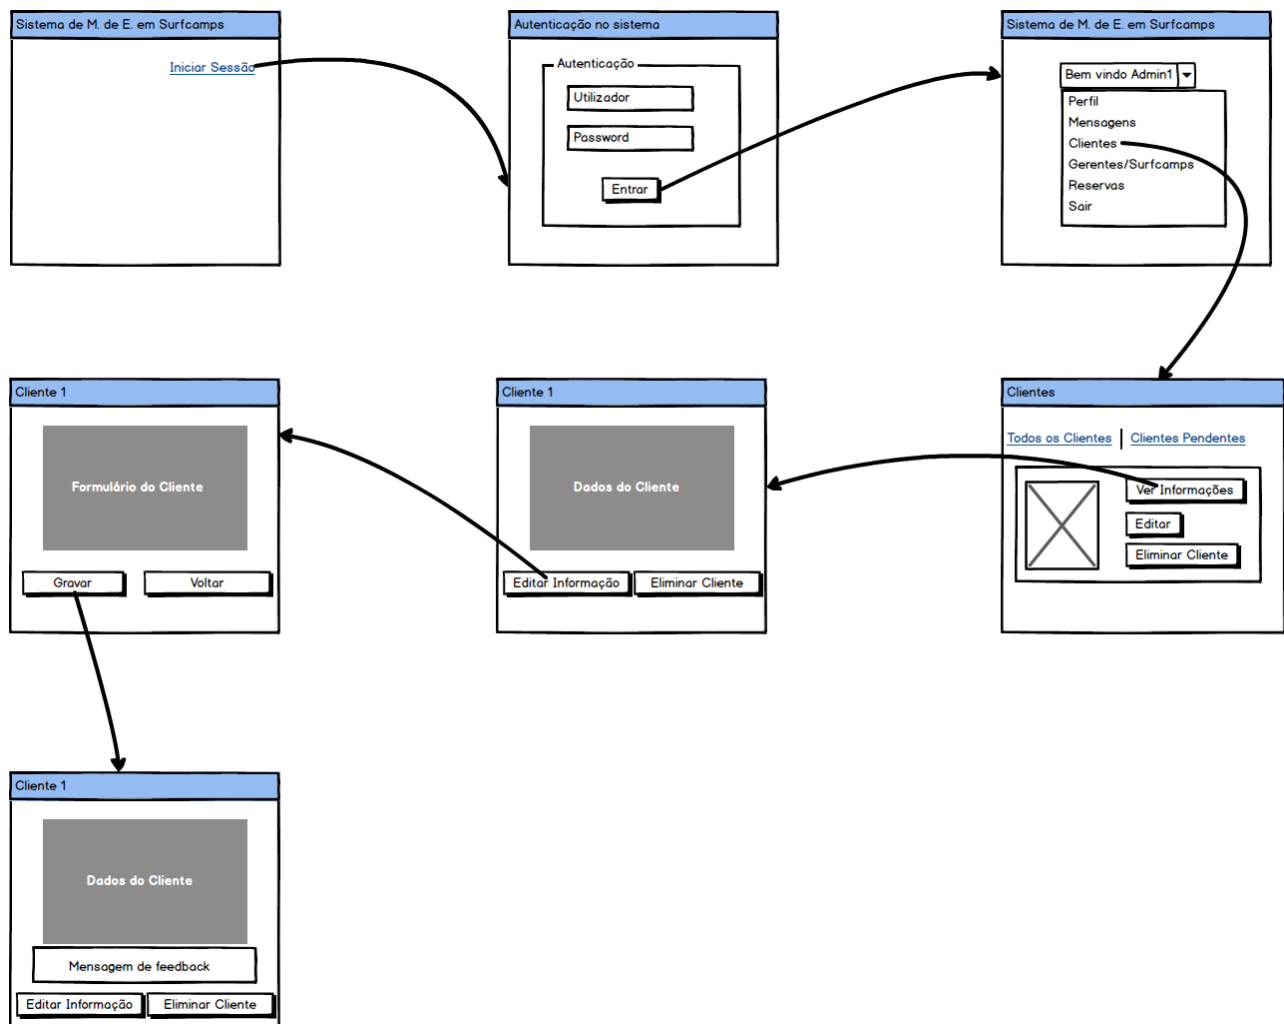 Sistema de M. de E. em Surfcamps
Iniciar Sessão
Autenticação no sistema
Autenticação
Utilizador
Password
Entrar
Sistema de M. de E. em Surfcamps
Bem vindo Admin1
Perfil
Mensagens
Clientes
Gerentes/Surfcamps
Reservas
Sair
Cliente 1
Formulário do Cliente
Gravar
Voltar
Cliente 1
Dados do Cliente
Editar Informação
Eliminar Cliente
Clientes
Todos os Clientes
Clientes Pendentes
Ver Informações
Editar
Eliminar Cliente
Cliente 1
Dados do Cliente
Mensagem de feedback
Editar Informação
Eliminar Cliente